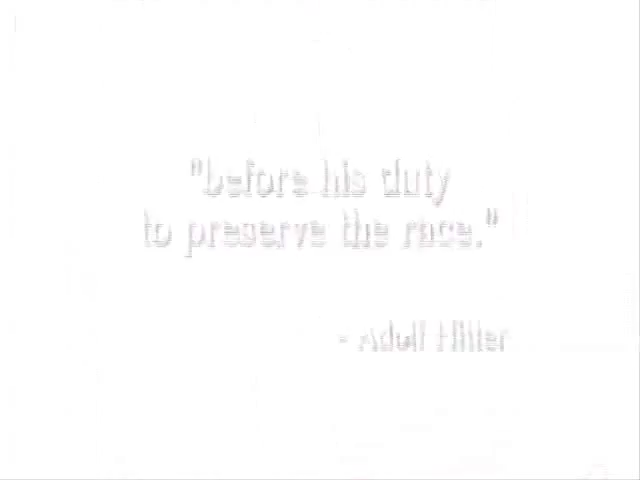 "before his duty
to preserve the race."
- Adolf Hitler